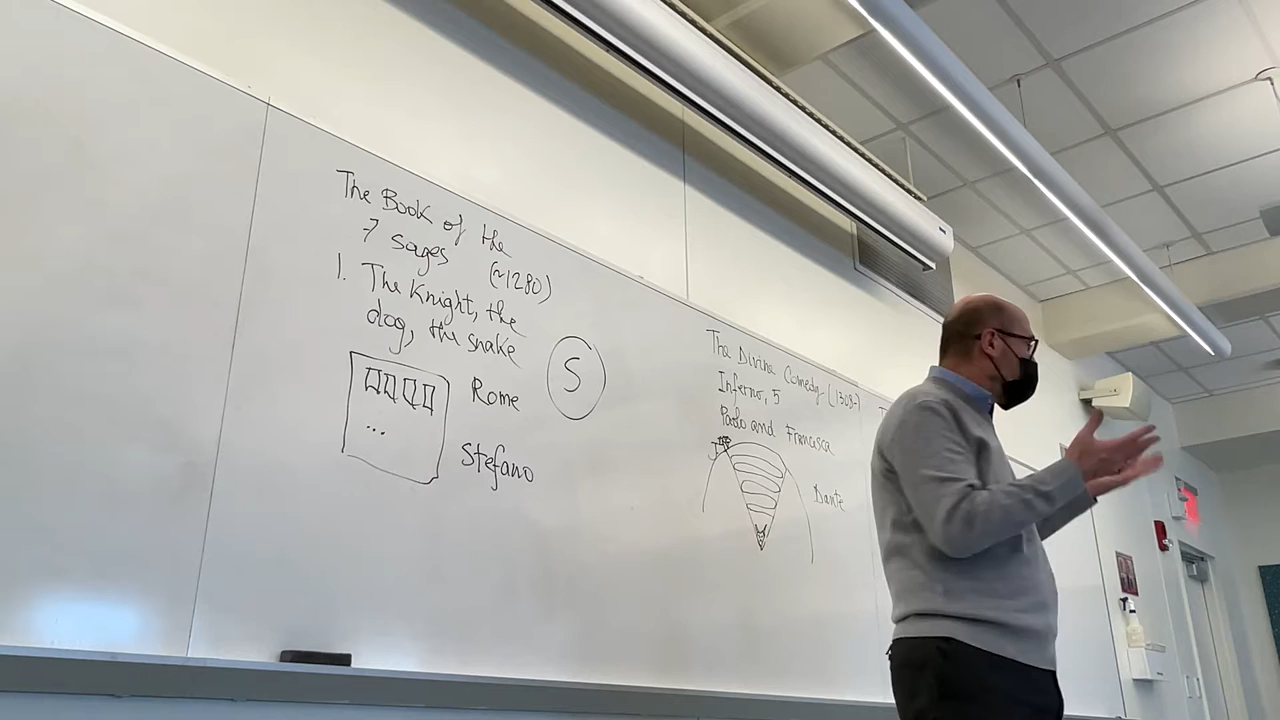 The Book of the
7 sages (~1280)
1. The Knight, the
dog, the snake
S
Rome
...
Stefano
The Divine Comedy (1308-)
Inferno, 5
Paolo and Francesca
Dante